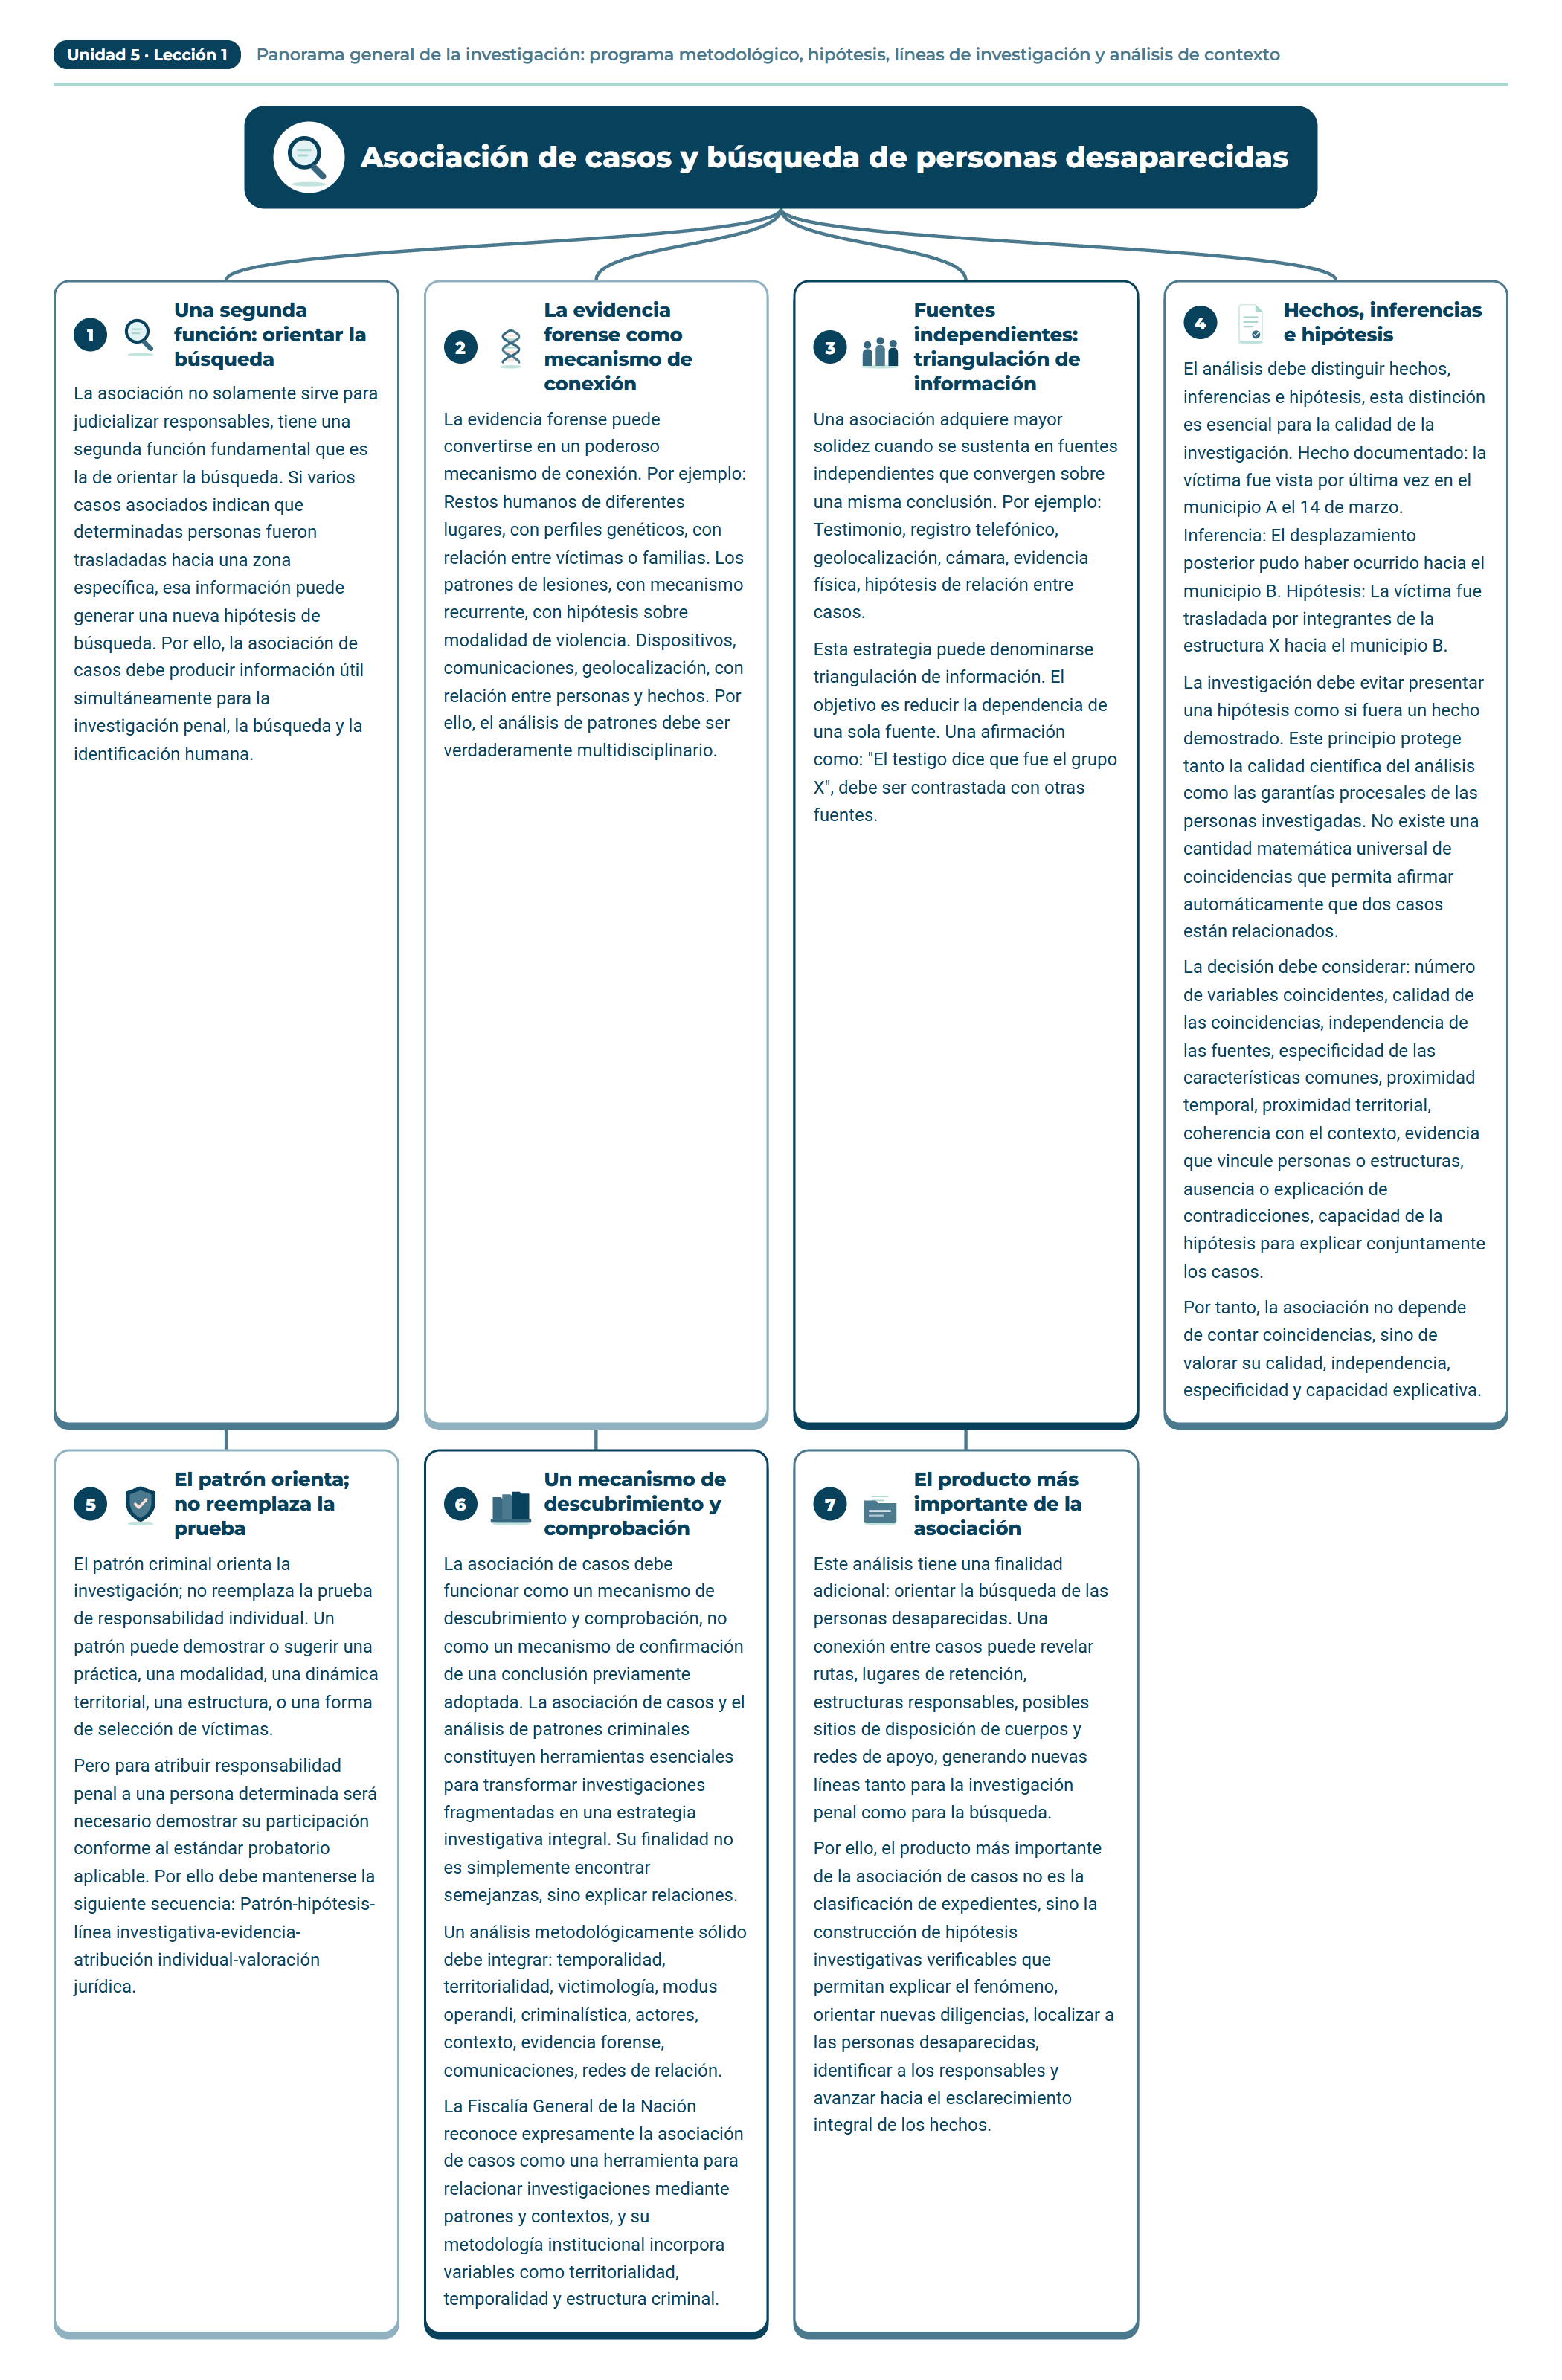 Unidad 5 · Lección 1
Panorama general de la investigación: programa metodológico, hipótesis, líneas de investigación y análisis de contexto
Asociación de casos y búsqueda de personas desaparecidas
1
Una segunda
función: orientar la
búsqueda
La asociación no solamente sirve para
judicializar responsables, tiene una
segunda función fundamental que es
la de orientar la búsqueda. Si varios
casos asociados indican que
determinadas personas fueron
trasladadas hacia una zona
específica, esa información puede
generar una nueva hipótesis de
búsqueda. Por ello, la asociación de
casos debe producir información útil
simultáneamente para la
investigación penal, la búsqueda y la
identificación humana.
2
La evidencia
forense como
mecanismo de
conexión
La evidencia forense puede
convertirse en un poderoso
mecanismo de conexión. Por ejemplo:
Restos humanos de diferentes
lugares, con perfiles genéticos, con
relación entre víctimas o familias. Los
patrones de lesiones, con mecanismo
recurrente, con hipótesis sobre
modalidad de violencia. Dispositivos,
comunicaciones, geolocalización, con
relación entre personas y hechos. Por
ello, el análisis de patrones debe ser
verdaderamente multidisciplinario.
3
Fuentes
independientes:
triangulación de
información
Una asociación adquiere mayor
solidez cuando se sustenta en fuentes
independientes que convergen sobre
una misma conclusión. Por ejemplo:
Testimonio, registro telefónico,
geolocalización, cámara, evidencia
física, hipótesis de relación entre
casos.
Esta estrategia puede denominarse
triangulación de información. El
objetivo es reducir la dependencia de
una sola fuente. Una afirmación
como: "El testigo dice que fue el grupo
X", debe ser contrastada con otras
fuentes.
4
Hechos, inferencias
e hipótesis
El análisis debe distinguir hechos,
inferencias e hipótesis, esta distinción
es esencial para la calidad de la
investigación. Hecho documentado: la
víctima fue vista por última vez en el
municipio A el 14 de marzo.
Inferencia: El desplazamiento
posterior pudo haber ocurrido hacia el
municipio B. Hipótesis: La víctima fue
trasladada por integrantes de la
estructura X hacia el municipio B.
La investigación debe evitar presentar
una hipótesis como si fuera un hecho
demostrado. Este principio protege
tanto la calidad científica del análisis
como las garantías procesales de las
personas investigadas. No existe una
cantidad matemática universal de
coincidencias que permita afirmar
automáticamente que dos casos
están relacionados.
La decisión debe considerar: número
de variables coincidentes, calidad de
las coincidencias, independencia de
las fuentes, especificidad de las
características comunes, proximidad
temporal, proximidad territorial,
coherencia con el contexto, evidencia
que vincule personas o estructuras,
ausencia o explicación de
contradicciones, capacidad de la
hipótesis para explicar conjuntamente
los casos.
Por tanto, la asociación no depende
de contar coincidencias, sino de
valorar su calidad, independencia,
especificidad y capacidad explicativa.
5
El patrón orienta;
no reemplaza la
prueba
El patrón criminal orienta la
investigación; no reemplaza la prueba
de responsabilidad individual. Un
patrón puede demostrar o sugerir una
práctica, una modalidad, una dinámica
territorial, una estructura, o una forma
de selección de víctimas.
Pero para atribuir responsabilidad
penal a una persona determinada será
necesario demostrar su participación
conforme al estándar probatorio
aplicable. Por ello debe mantenerse la
siguiente secuencia: Patrón-hipótesis-
línea investigativa-evidencia-
atribución individual-valoración
jurídica.
6
Un mecanismo de
descubrimiento y
comprobación
La asociación de casos debe
funcionar como un mecanismo de
descubrimiento y comprobación, no
como un mecanismo de confirmación
de una conclusión previamente
adoptada. La asociación de casos y el
análisis de patrones criminales
constituyen herramientas esenciales
para transformar investigaciones
fragmentadas en una estrategia
investigativa integral. Su finalidad no
es simplemente encontrar
semejanzas, sino explicar relaciones.
Un análisis metodológicamente sólido
debe integrar: temporalidad,
territorialidad, victimología, modus
operandi, criminalística, actores,
contexto, evidencia forense,
comunicaciones, redes de relación.
La Fiscalía General de la Nación
reconoce expresamente la asociación
de casos como una herramienta para
relacionar investigaciones mediante
patrones y contextos, y su
metodología institucional incorpora
variables como territorialidad,
temporalidad y estructura criminal.
7
El producto más
importante de la
asociación
Este análisis tiene una finalidad
adicional: orientar la búsqueda de las
personas desaparecidas. Una
conexión entre casos puede revelar
rutas, lugares de retención,
estructuras responsables, posibles
sitios de disposición de cuerpos y
redes de apoyo, generando nuevas
líneas tanto para la investigación
penal como para la búsqueda.
Por ello, el producto más importante
de la asociación de casos no es la
clasificación de expedientes, sino la
construcción de hipótesis
investigativas verificables que
permitan explicar el fenómeno,
orientar nuevas diligencias, localizar a
las personas desaparecidas,
identificar a los responsables y
avanzar hacia el esclarecimiento
integral de los hechos.